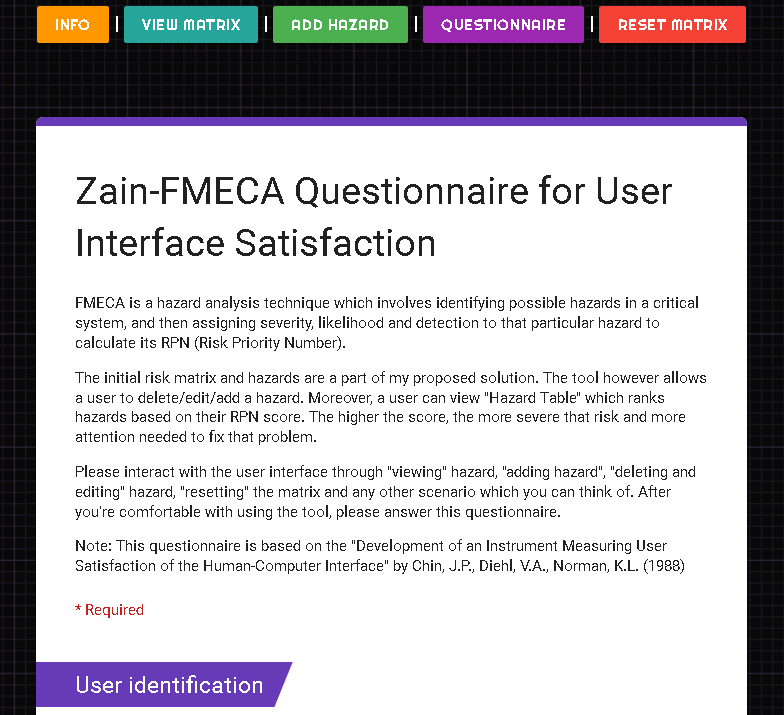 INFO | VIEW MATRIX | ADD HAZARD | QUESTIONNAIRE | RESET MATRIX
Zain-FMECA Questionnaire for User
Interface Satisfaction
FMECA is a hazard analysis technique which involves identifying possible hazards in a critical
system, and then assigning severity, likelihood and detection to that particular hazard to
calculate its RPN (Risk Priority Number).
The initial risk matrix and hazards are a part of my proposed solution. The tool however allows
a user to delete/edit/add a hazard. Moreover, a user can view "Hazard Table" which ranks
hazards based on their RPN score. The higher the score, the more severe that risk and more
attention needed to fix that problem.
Please interact with the user interface through "viewing" hazard, "adding hazard", "deleting and
editing" hazard, "resetting" the matrix and any other scenario which you can think of. After
you're comfortable with using the tool, please answer this questionnaire.
Note: This questionnaire is based on the "Development of an Instrument Measuring User
Satisfaction of the Human-Computer Interface" by Chin, J.P., Diehl, V.A., Norman, K.L. (1988)
* Required
User identification